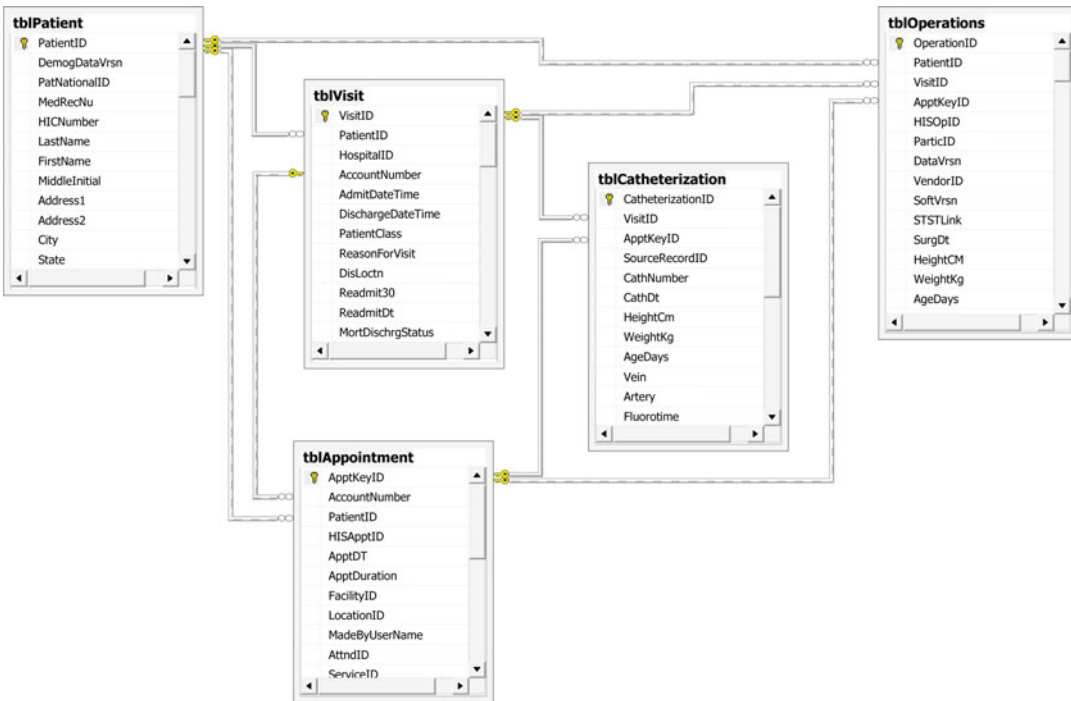 tblPatient
PatientID
DemogDataVrsn
PatNationalID
MedRecNu
HICNumber
LastName
FirstName
MiddleInitial
Address1
Address2
City
State
tblVisit
VisitID
PatientID
HospitalID
AccountNumber
AdmitDateTime
DischargeDateTime
PatientClass
ReasonForVisit
DisLoctn
Readmit30
ReadmitDt
MortDischrgStatus
tblCatheterization
CatheterizationID
VisitID
ApptKeyID
SourceRecordID
CathNumber
CathDt
HeightCm
WeightKg
AgeDays
Vein
Artery
Fluorotime
tblOperations
OperationID
PatientID
VisitID
ApptKeyID
HISOpID
ParticID
DataVrsn
VendorID
SoftVrsn
STSTLink
SurgDt
HeightCM
WeightKg
AgeDays
tblAppointment
ApptKeyID
AccountNumber
PatientID
HISApptID
ApptDT
ApptDuration
FacilityID
LocationID
MadeByUserName
AttndID
ServiceID